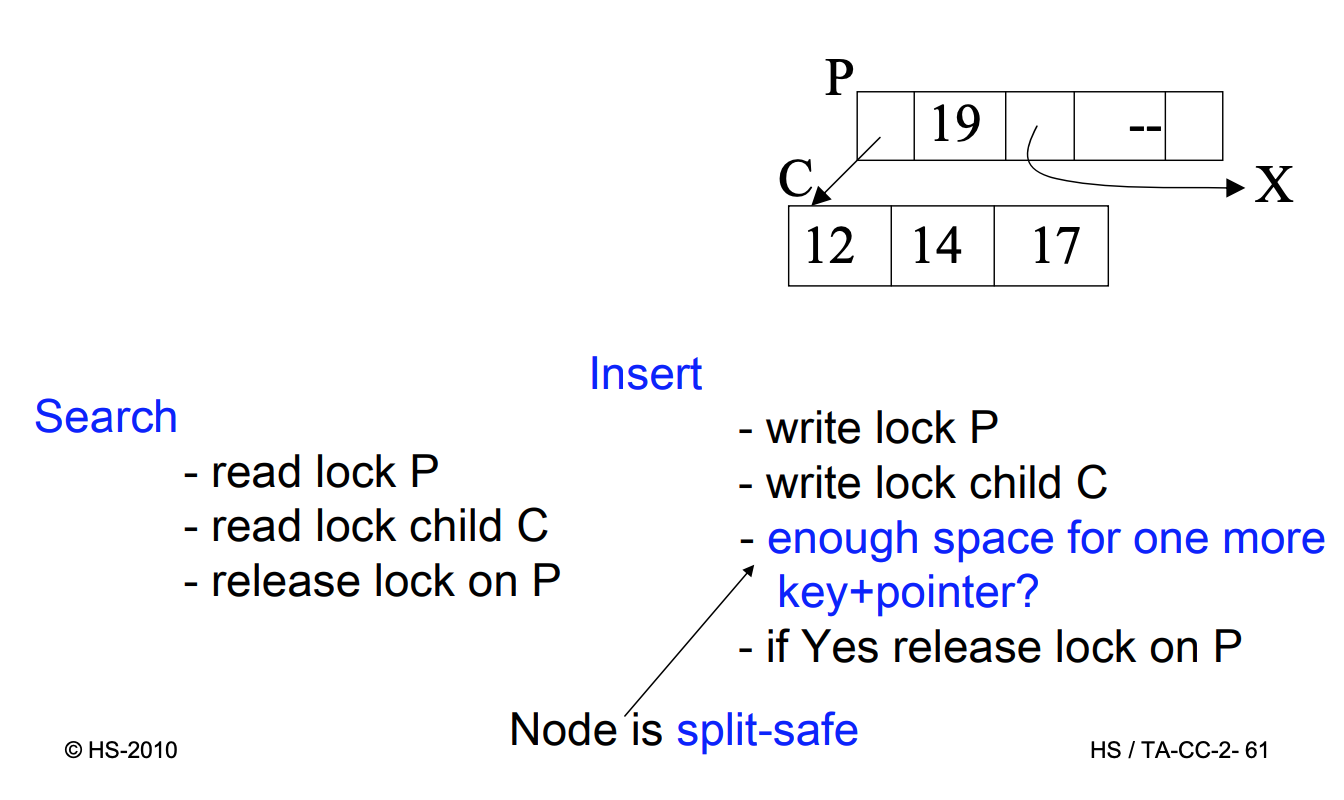 P
19 --
C
X
12 14 17
Insert
Search
- read lock P
- read lock child C
- release lock on P
- write lock P
- write lock child C
- enough space for one more
key+pointer?
- if Yes release lock on P
Node is split-safe
© HS-2010
HS / TA-CC-2- 61